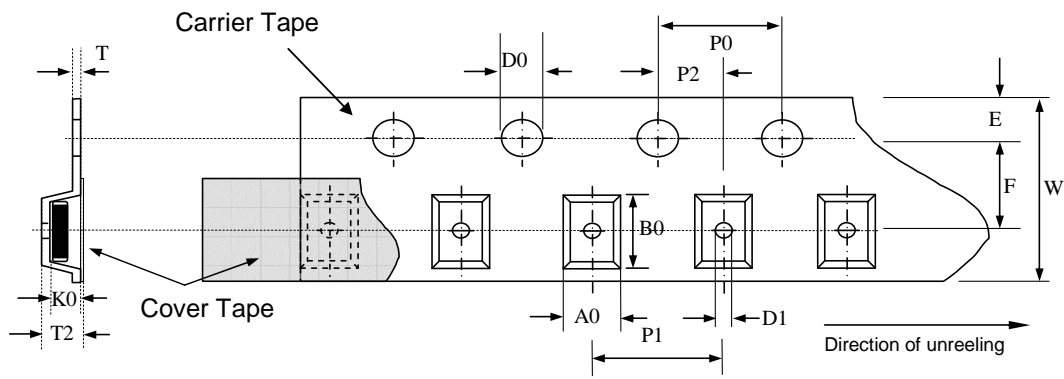 Carrier Tape
T
D0
P0
P2
E
F
W
B0
K0
Cover Tape
T2
A0
D1
P1
Direction of unreeling